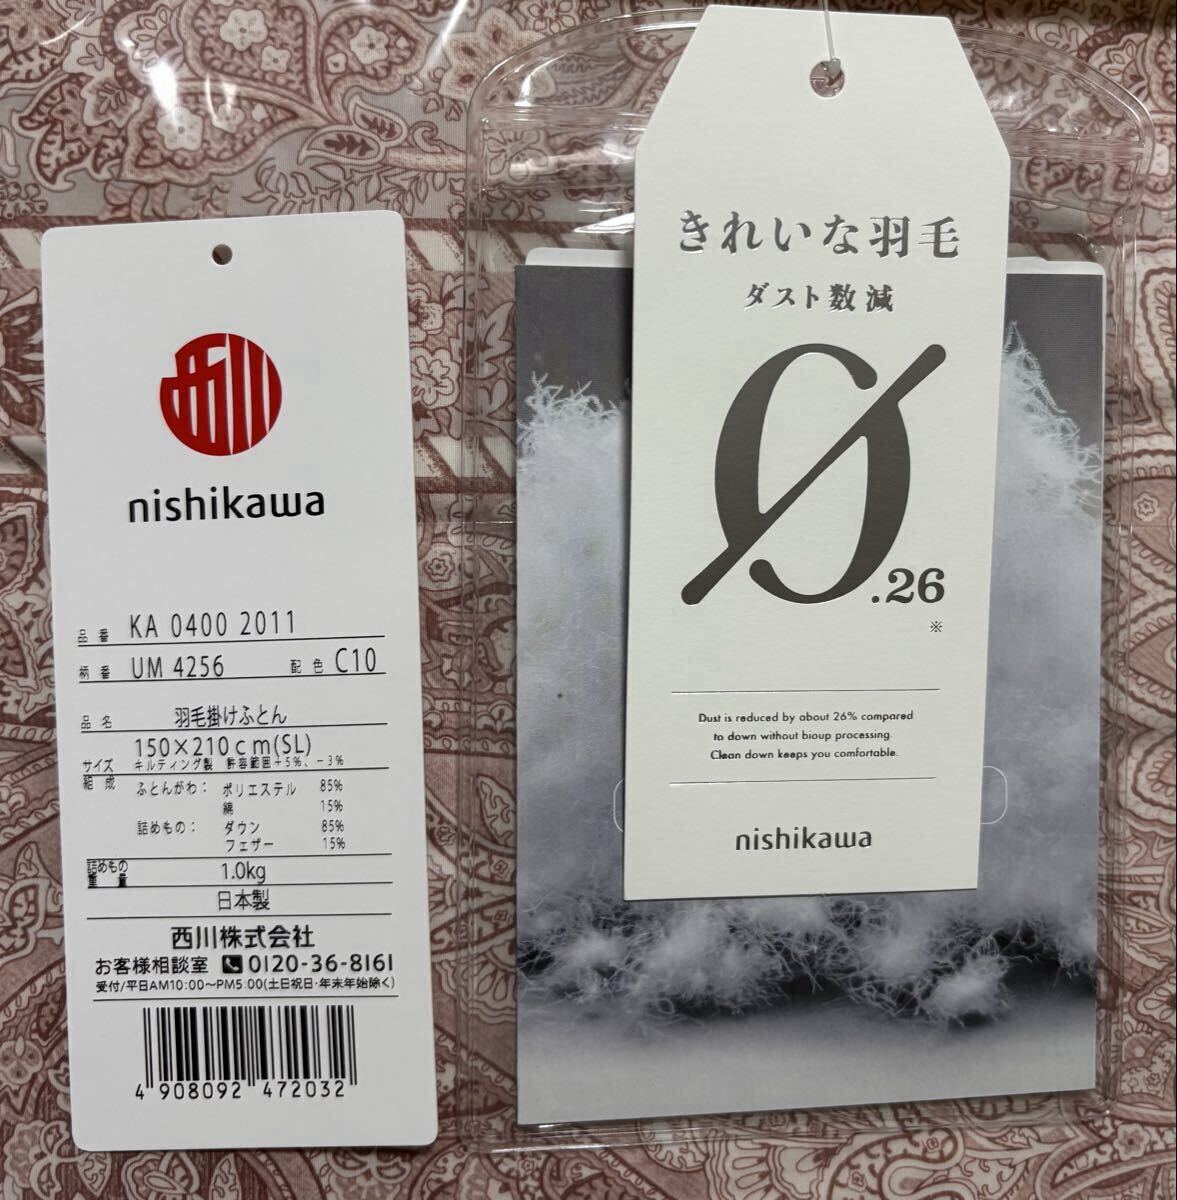 西川
nishikawa
品番 KA 0400 2011
柄番 UM 4256 配色 C10
品名 羽毛掛けふとん
150×210cm(SL)
サイズ キルティング製 許容範囲+5%、-3%
組成 ふとんがわ: ポリエステル 85%
綿 15%
詰めもの: ダウン 85%
フェザー 15%
詰めもの重量 1.0kg
日本製
西川株式会社
お客様相談室 0120-36-8161
受付/平日AM10:00〜PM5:00(土日祝日・年末年始除く)
4 908092 472032
きれいな羽毛
ダスト数減
0.26
※
Dust is reduced by about 26% compared
to down without bioup processing.
Clean down keeps you comfortable.
nishikawa